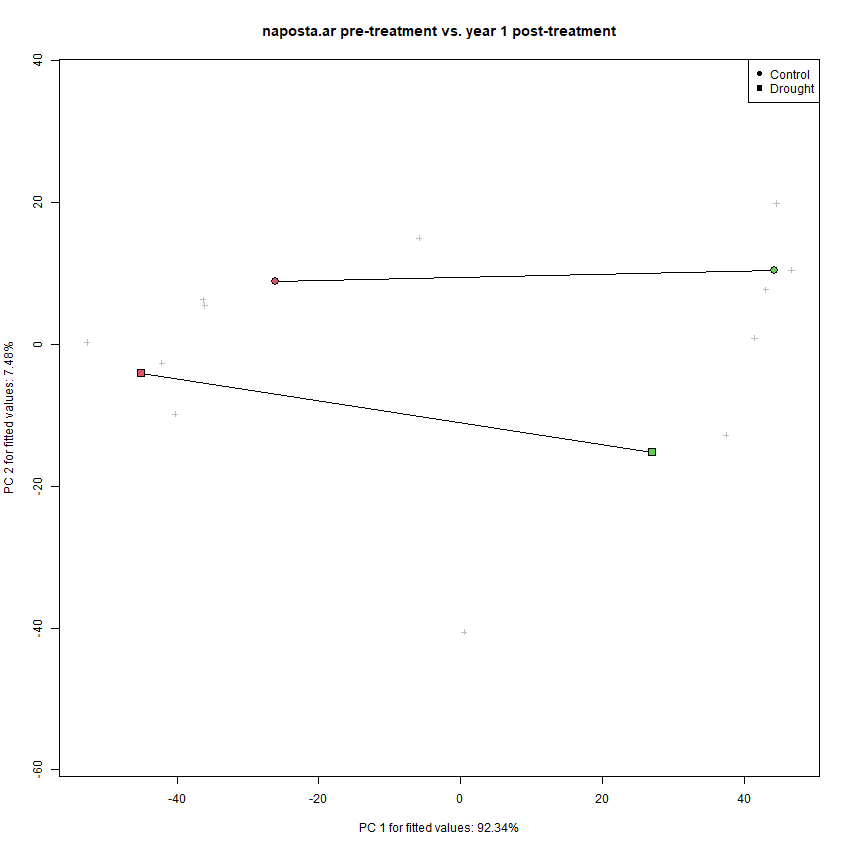 naposta.ar pre-treatment vs. year 1 post-treatment
Control
Drought
40
20
0
-20
-40
-60
PC 2 for fitted values: 7.48%
-40
-20
0
20
40
PC 1 for fitted values: 92.34%